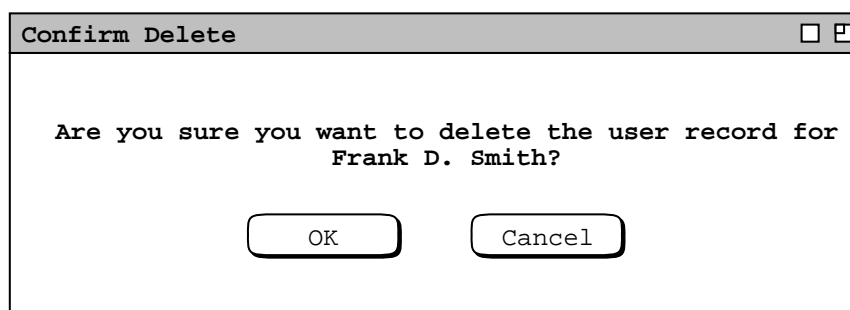 Confirm Delete
Are you sure you want to delete the user record for
Frank D. Smith?
OK
Cancel